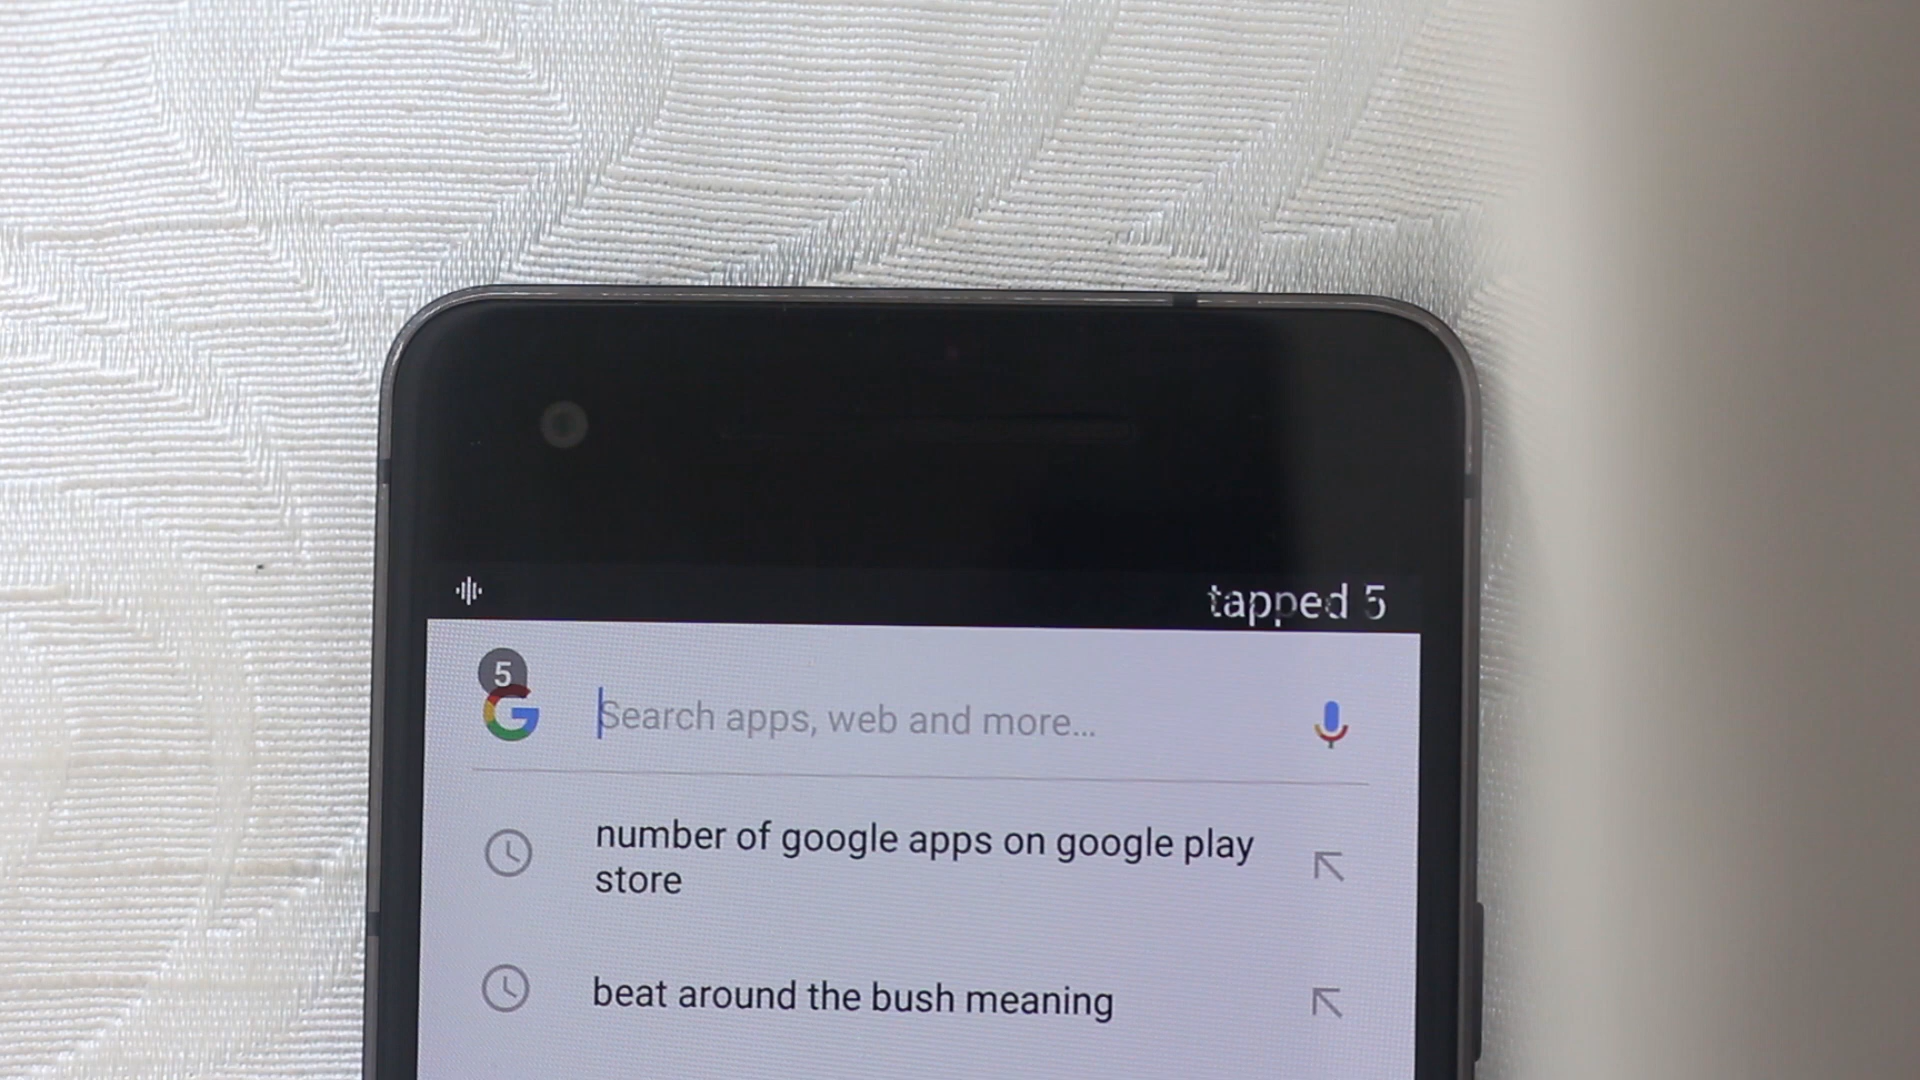 tapped 5
5
Search apps, web and more...
number of google apps on google play
store
beat around the bush meaning